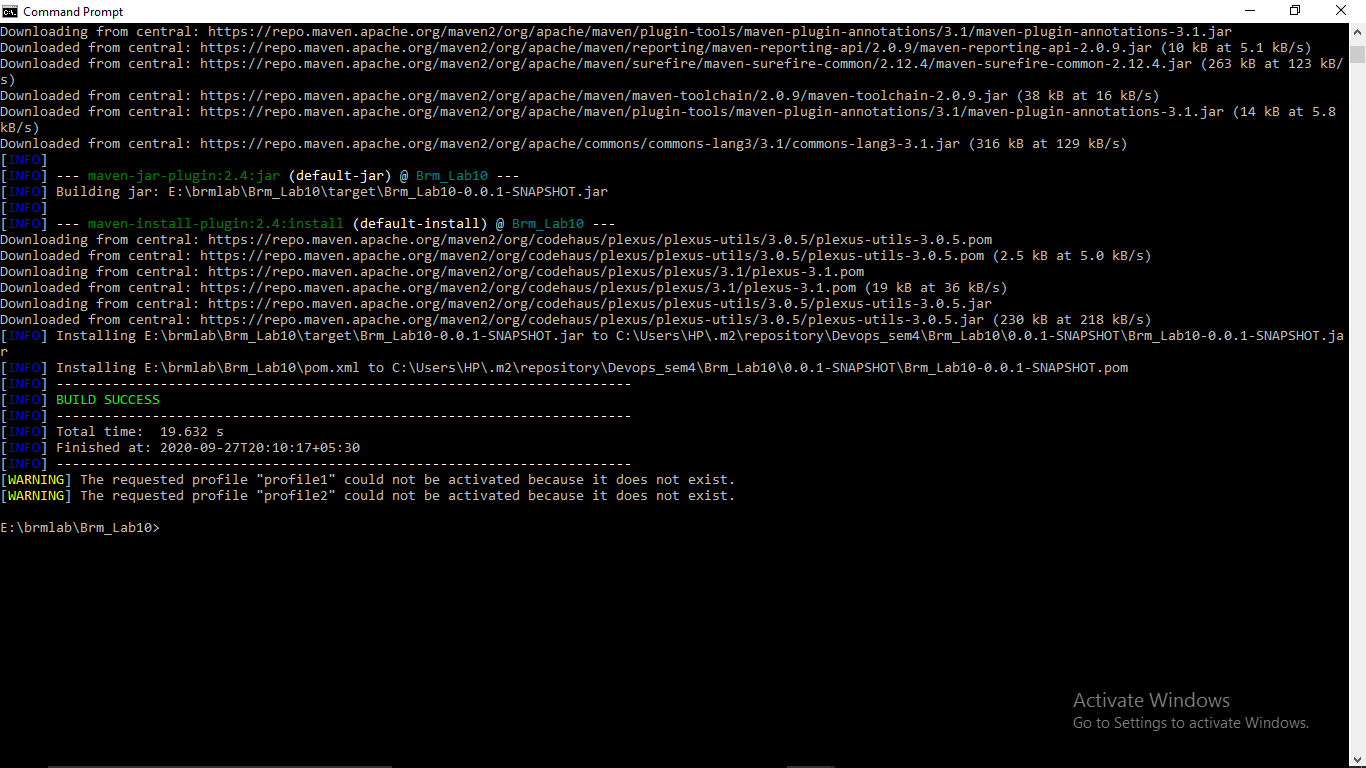 Command Prompt
Downloading from central: https://repo.maven.apache.org/maven2/org/apache/maven/plugin-tools/maven-plugin-annotations/3.1/maven-plugin-annotations-3.1.jar
Downloaded from central: https://repo.maven.apache.org/maven2/org/apache/maven/reporting/maven-reporting-api/2.0.9/maven-reporting-api-2.0.9.jar (10 kB at 5.1 kB/s)
Downloaded from central: https://repo.maven.apache.org/maven2/org/apache/maven/surefire/maven-surefire-common/2.12.4/maven-surefire-common-2.12.4.jar (263 kB at 123 kB/
s)
Downloaded from central: https://repo.maven.apache.org/maven2/org/apache/maven/maven-toolchain/2.0.9/maven-toolchain-2.0.9.jar (38 kB at 16 kB/s)
Downloaded from central: https://repo.maven.apache.org/maven2/org/apache/maven/plugin-tools/maven-plugin-annotations/3.1/maven-plugin-annotations-3.1.jar (14 kB at 5.8
kB/s)
Downloaded from central: https://repo.maven.apache.org/maven2/org/apache/commons/commons-lang3/3.1/commons-lang3-3.1.jar (316 kB at 129 kB/s)
[INFO]
[INFO] --- maven-jar-plugin:2.4:jar (default-jar) @ Brm_Lab10 ---
[INFO] Building jar: E:\brmlab\Brm_Lab10\target\Brm_Lab10-0.0.1-SNAPSHOT.jar
[INFO]
[INFO] --- maven-install-plugin:2.4:install (default-install) @ Brm_Lab10 ---
Downloading from central: https://repo.maven.apache.org/maven2/org/codehaus/plexus/plexus-utils/3.0.5/plexus-utils-3.0.5.pom
Downloaded from central: https://repo.maven.apache.org/maven2/org/codehaus/plexus/plexus-utils/3.0.5/plexus-utils-3.0.5.pom (2.5 kB at 5.0 kB/s)
Downloading from central: https://repo.maven.apache.org/maven2/org/codehaus/plexus/plexus/3.1/plexus-3.1.pom
Downloaded from central: https://repo.maven.apache.org/maven2/org/codehaus/plexus/plexus/3.1/plexus-3.1.pom (19 kB at 36 kB/s)
Downloading from central: https://repo.maven.apache.org/maven2/org/codehaus/plexus/plexus-utils/3.0.5/plexus-utils-3.0.5.jar
Downloaded from central: https://repo.maven.apache.org/maven2/org/codehaus/plexus/plexus-utils/3.0.5/plexus-utils-3.0.5.jar (230 kB at 218 kB/s)
[INFO] Installing E:\brmlab\Brm_Lab10\target\Brm_Lab10-0.0.1-SNAPSHOT.jar to C:\Users\HP\.m2\repository\Devops_sem4\Brm_Lab10\0.0.1-SNAPSHOT\Brm_Lab10-0.0.1-SNAPSHOT.ja
r
[INFO] Installing E:\brmlab\Brm_Lab10\pom.xml to C:\Users\HP\.m2\repository\Devops_sem4\Brm_Lab10\0.0.1-SNAPSHOT\Brm_Lab10-0.0.1-SNAPSHOT.pom
[INFO] ------------------------------------------------------------------------
[INFO] BUILD SUCCESS
[INFO] ------------------------------------------------------------------------
[INFO] Total time:  19.632 s
[INFO] Finished at: 2020-09-27T20:10:17+05:30
[INFO] ------------------------------------------------------------------------
[WARNING] The requested profile "profile1" could not be activated because it does not exist.
[WARNING] The requested profile "profile2" could not be activated because it does not exist.
E:\brmlab\Brm_Lab10>
Activate Windows
Go to Settings to activate Windows.